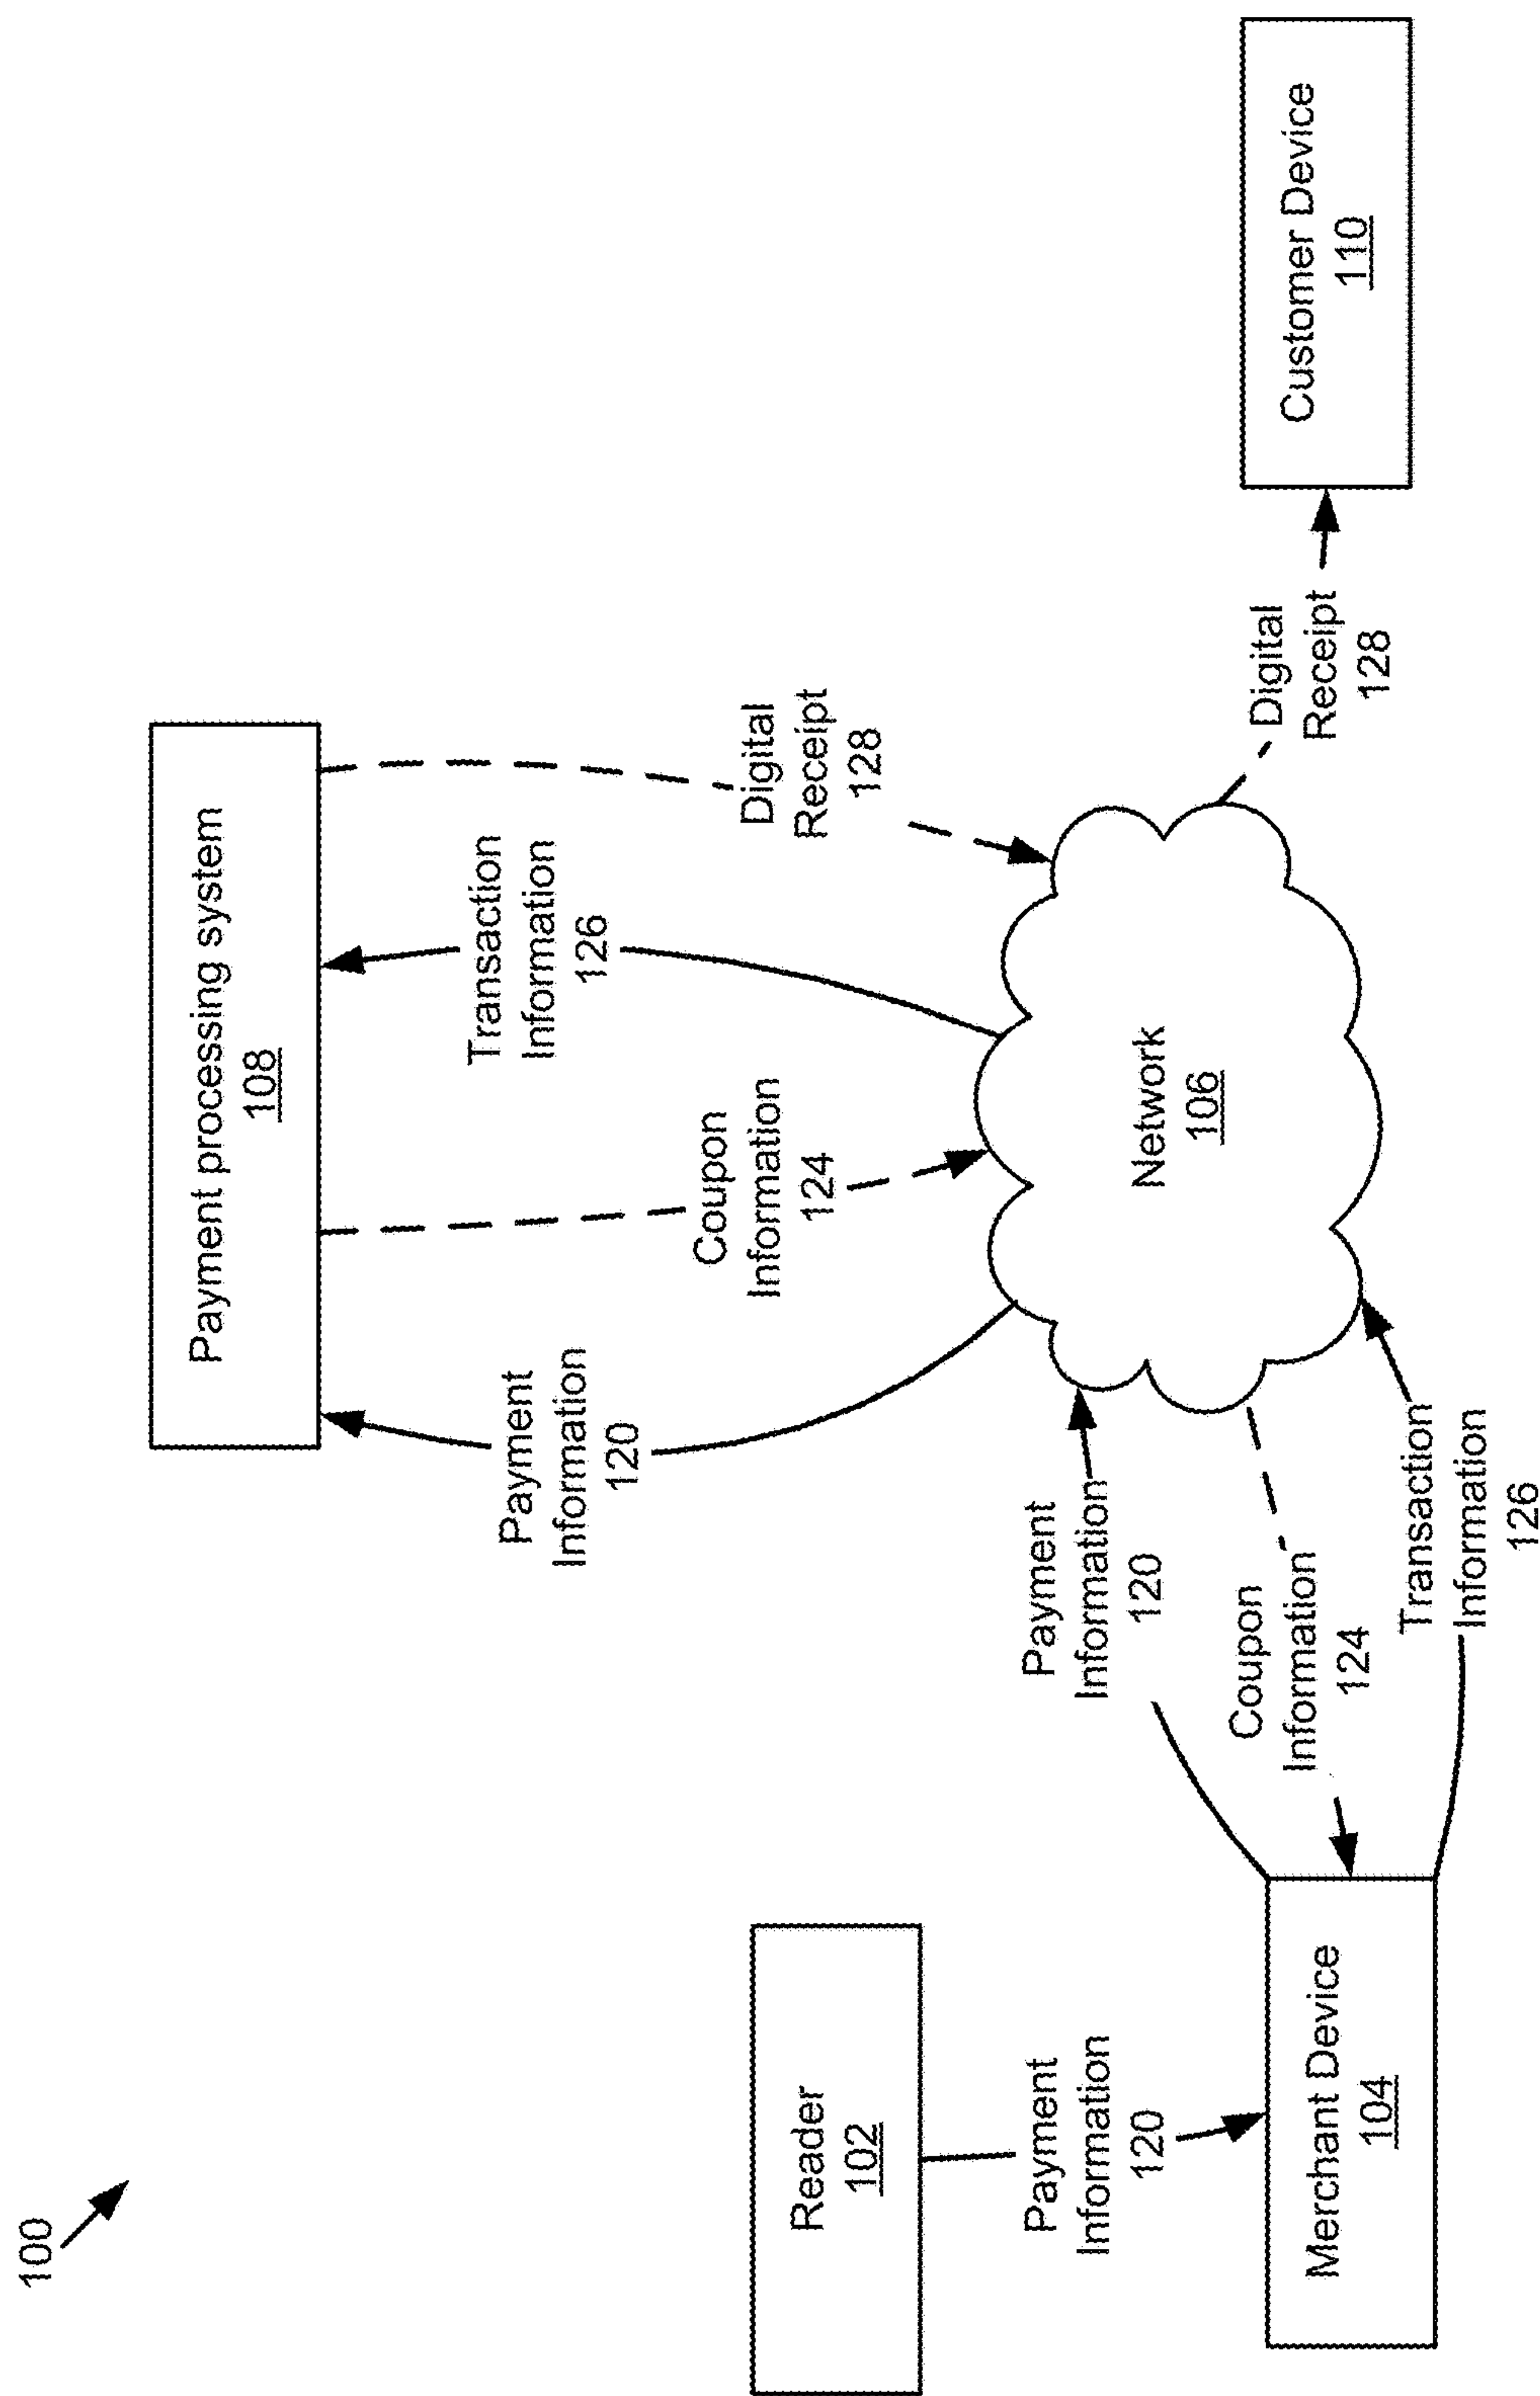 100
Payment processing system
108
Payment
Information
120
Coupon
Information
124
Transaction
Information
126
Digital
Receipt
128
Reader
102
Payment
Information
120
Merchant Device
104
Payment
Information
120
Coupon
Information
124
Transaction
Information
126
Network
106
Digital
Receipt
128
Customer Device
110